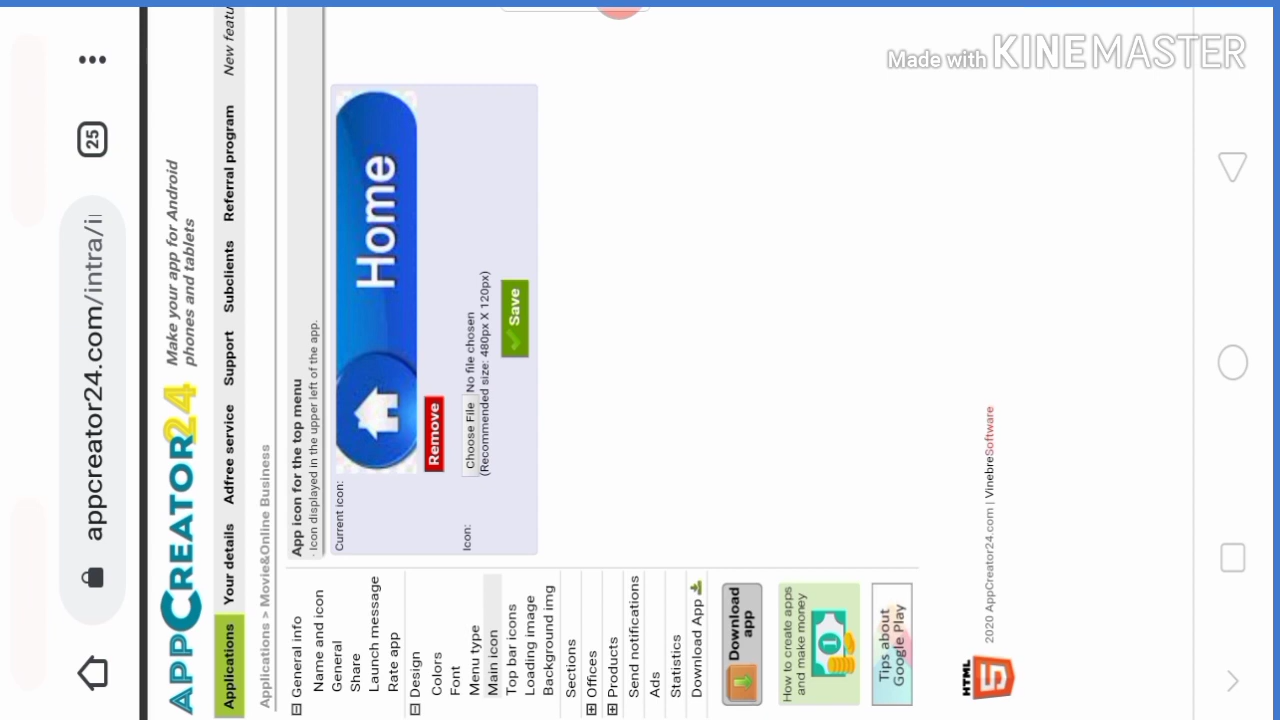 Made with KINEMASTER
25
appcreator24.com/intra/i
APPCREATOR24
Make your app for Android
phones and tablets
Applications
Your details
Adfree service
Support
Subclients
Referral program
New featu
Applications > Movie&Online Business
General info
Name and icon
General
Share
Launch message
Rate app
Design
Colors
Font
Menu type
Main icon
Top bar icons
Loading image
Background img
Sections
Offices
Products
Send notifications
Ads
Statistics
Download App
Download
app
How to create apps
and make money
1
Tips about
Google Play
App icon for the top menu
· Icon displayed in the upper left of the app.
Current icon:
Home
Remove
Icon:
Choose File No file chosen
(Recommended size: 480px X 120px)
Save
HTML
5
2020 AppCreator24.com | VinebreSoftware